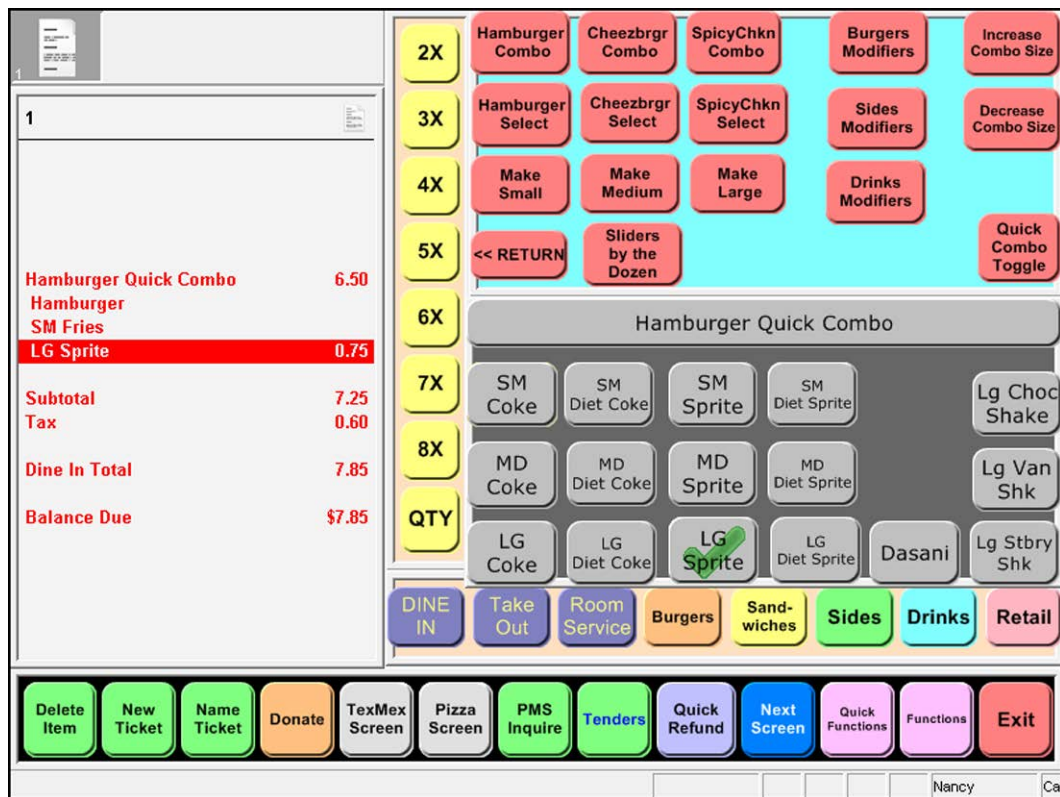 1
1
Hamburger Quick Combo 6.50
Hamburger
SM Fries
LG Sprite 0.75
Subtotal 7.25
Tax 0.60
Dine In Total 7.85
Balance Due $7.85
2X
3X
4X
5X
6X
7X
8X
QTY
Hamburger
Combo
Cheezbrgr
Combo
SpicyChkn
Combo
Burgers
Modifiers
Increase
Combo Size
Hamburger
Select
Cheezbrgr
Select
SpicyChkn
Select
Sides
Modifiers
Decrease
Combo Size
Make
Small
Make
Medium
Make
Large
Drinks
Modifiers
<< RETURN
Sliders
by the
Dozen
Quick
Combo
Toggle
Hamburger Quick Combo
SM
Coke
SM
Diet Coke
SM
Sprite
SM
Diet Sprite
Lg Choc
Shake
MD
Coke
MD
Diet Coke
MD
Sprite
MD
Diet Sprite
Lg Van
Shk
LG
Coke
LG
Diet Coke
LG
Sprite
LG
Diet Sprite
Dasani
Lg Stbry
Shk
DINE
IN
Take
Out
Room
Service
Burgers
Sand-
wiches
Sides
Drinks
Retail
Delete
Item
New
Ticket
Name
Ticket
Donate
TexMex
Screen
Pizza
Screen
PMS
Inquire
Tenders
Quick
Refund
Next
Screen
Quick
Functions
Functions
Exit
Nancy
Ca